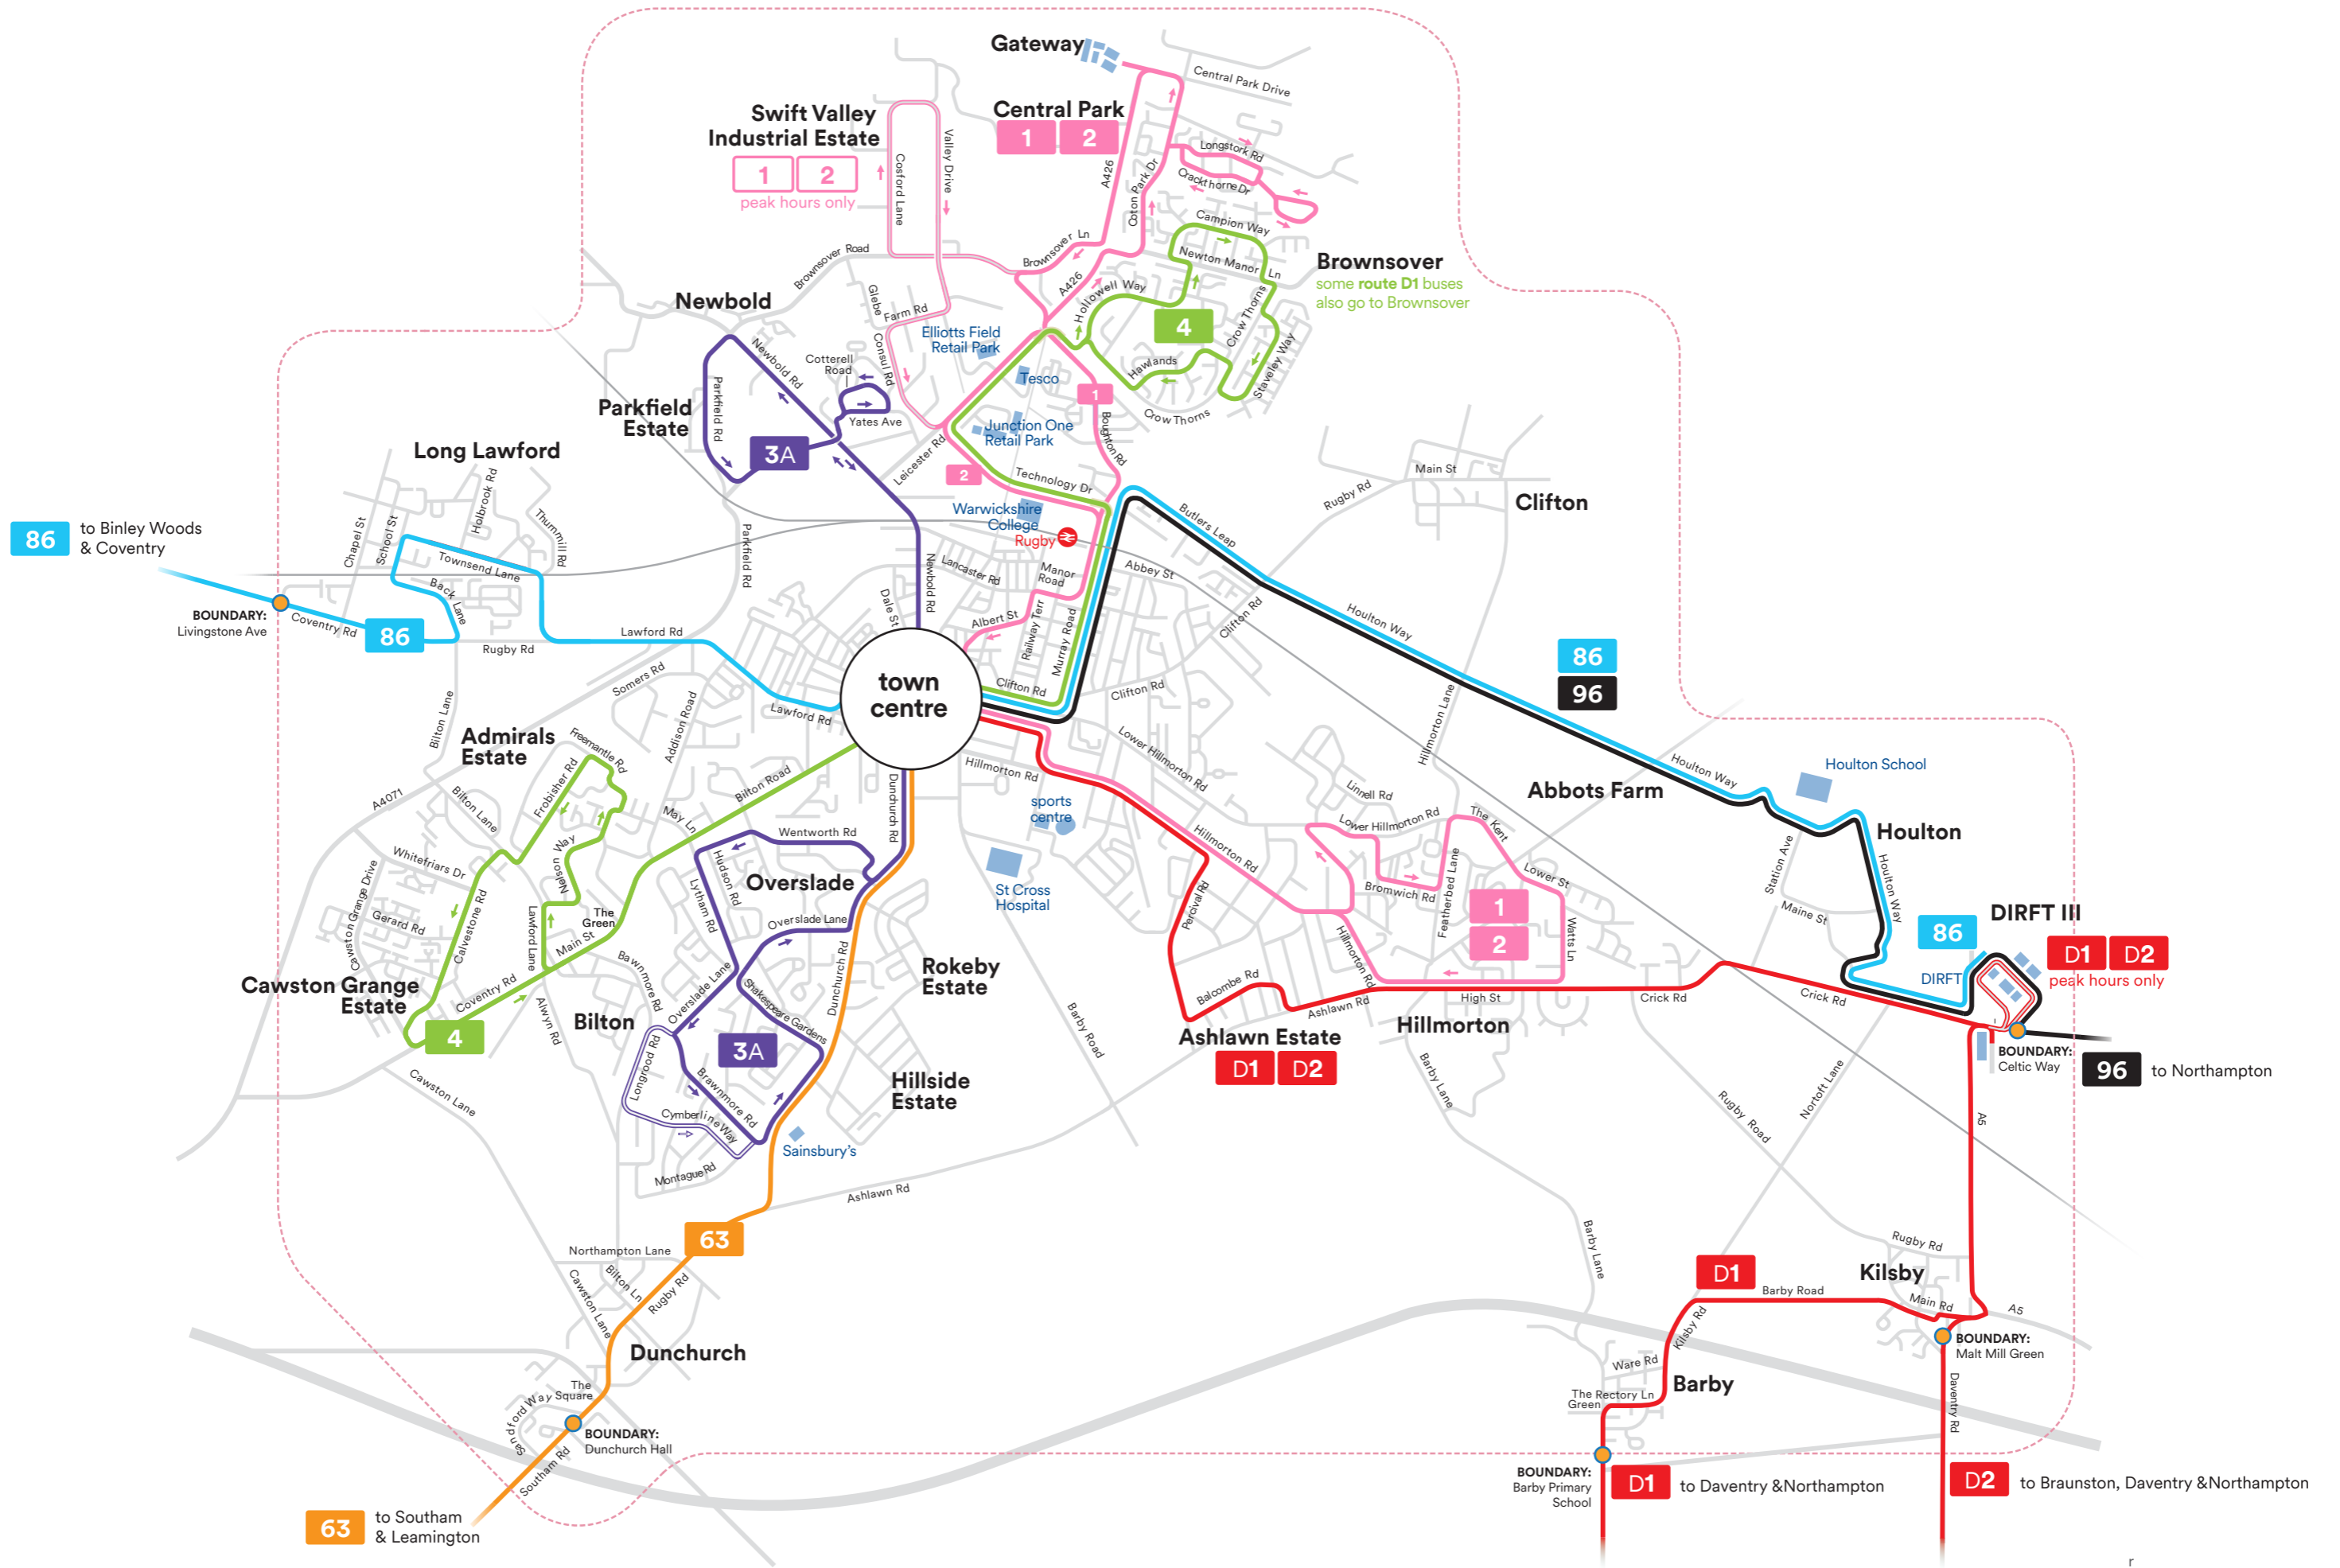 Gateway
Central Park Drive
Swift Valley
Industrial Estate
1 2
peak hours only
Central Park
1 2
Valley Drive
Cosford Lane
A426
Coton Park Dr
Longstork Rd
Crackthorne Dr
Campion Way
Newton Manor Ln
Brownsover Ln
Brownsover Road
A426
Hollowell Way
Brownsover
some route D1 buses
also go to Brownsover
4
Crow Thorns
Staveley Way
Hawlands
Crow Thorns
Newbold
Glebe
Farm Rd
Consul Rd
Elliotts Field
Retail Park
Tesco
Junction One
Retail Park
1
Boughton Rd
Newbold Rd
Cotterell
Road
Yates Ave
Parkfield Rd
Parkfield
Estate
3A
Leicester Rd
2
Technology Dr
Warwickshire
College
Rugby
Long Lawford
Chapel St
School St
Holbrook Rd
Thurnmill Rd
Townsend Lane
Back Lane
86
to Binley Woods
& Coventry
BOUNDARY:
Livingstone Ave
Coventry Rd
86
Rugby Rd
Lawford Rd
Parkfield Rd
Newbold Rd
Dale St
Lancaster Rd
Manor
Road
Albert St
Railway Terr
Murray Road
Abbey St
Clifton Rd
Clifton Rd
Clifton Rd
Butlers Leap
Rugby Rd
Main St
Clifton
Houlton Way
86
96
Hillmorton Lane
Houlton Way
Houlton School
Abbots Farm
Houlton
Station Ave
Maine St
Houlton Way
86
DIRFT
DIRFT III
D1 D2
peak hours only
BOUNDARY:
Celtic Way
96
to Northampton
town
centre
Lawford Rd
Somers Rd
Addison Road
Bilton Lane
Admirals
Estate
Freemantle Rd
Frobisher Rd
Bilton Lane
A4071
Whitefriars Dr
Cawston Grange Drive
Gerard Rd
Calvestone Rd
Nelson Way
Lawford Lane
The
Green
Main St
Coventry Rd
Cawston Grange
Estate
4
May Ln
Bilton Road
Dunchurch Rd
Wentworth Rd
Hudson Rd
Lytham Rd
Overslade
Overslade Lane
Bawnmore Rd
Overslade Lane
Shakespeare Gardens
Alwyn Rd
Bilton
3A
Longrood Rd
Brawnmore Rd
Cymberline Way
Montague Rd
Dunchurch Rd
Rokeby
Estate
Hillside
Estate
Sainsbury's
Ashlawn Rd
Cawston Lane
63
Northampton Lane
Bilton Ln
Cawston Lane
Rugby Rd
Dunchurch
The
Square
Sandford Way
BOUNDARY:
Dunchurch Hall
Southam Rd
63
to Southam
& Leamington
Hillmorton Rd
sports
centre
St Cross
Hospital
Lower Hillmorton Rd
Hillmorton Rd
Percival Rd
Barby Road
Linnell Rd
Lower Hillmorton Rd
The Kent
Bromwich Rd
Featherbed Lane
Lower St
1
2
Watts Ln
Hillmorton Rd
Balcombe Rd
Ashlawn Rd
High St
Crick Rd
Crick Rd
Ashlawn Estate
D1 D2
Hillmorton
Barby Lane
Rugby Road
Nortoft Lane
A5
Barby Lane
D1
Barby Road
Kilsby Rd
Kilsby
Rugby Rd
Main Rd
A5
BOUNDARY:
Malt Mill Green
Ware Rd
The
Green
Rectory Ln
Barby
Daventry Rd
BOUNDARY:
Barby Primary
School
D1
to Daventry &Northampton
D2
to Braunston, Daventry &Northampton
r